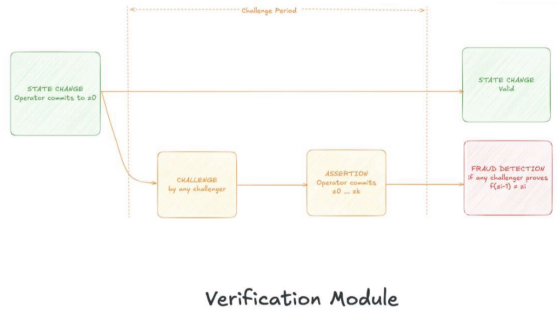 Challenge Period
STATE CHANGE
Operator commits to z0
STATE CHANGE
Valid
CHALLENGE
by any challenger
ASSERTION
Operator commits
z0 ... zk
FRAUD DETECTION
if any challenger proves
f(zi-1) = zi
Verification Module